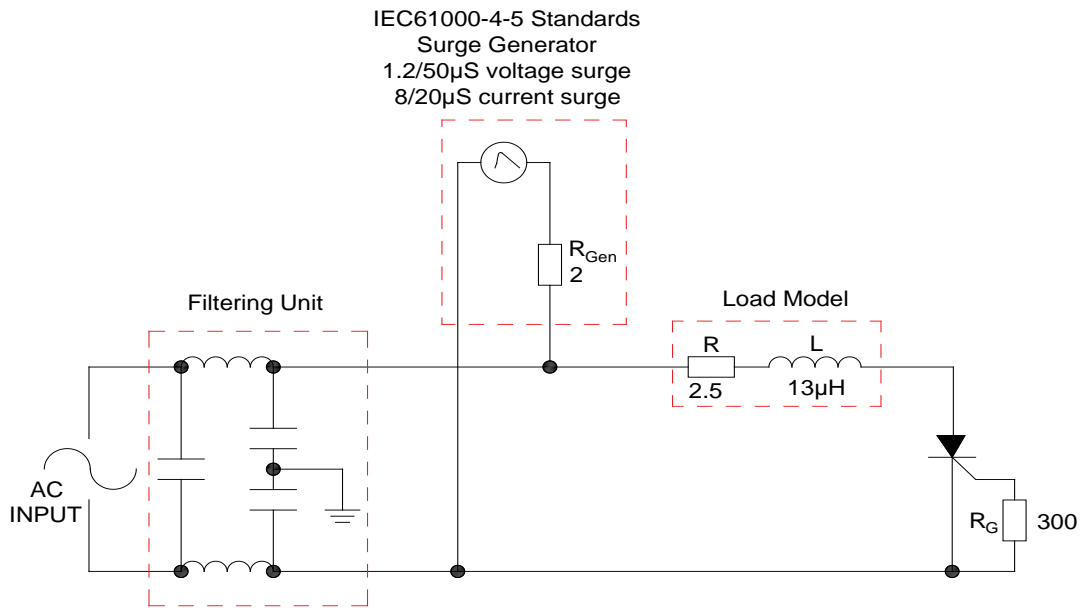 IEC61000-4-5 Standards
Surge Generator
1.2/50µS voltage surge
8/20µS current surge
R_Gen
2
Filtering Unit
Load Model
R
L
2.5
13µH
AC
INPUT
R_G
300